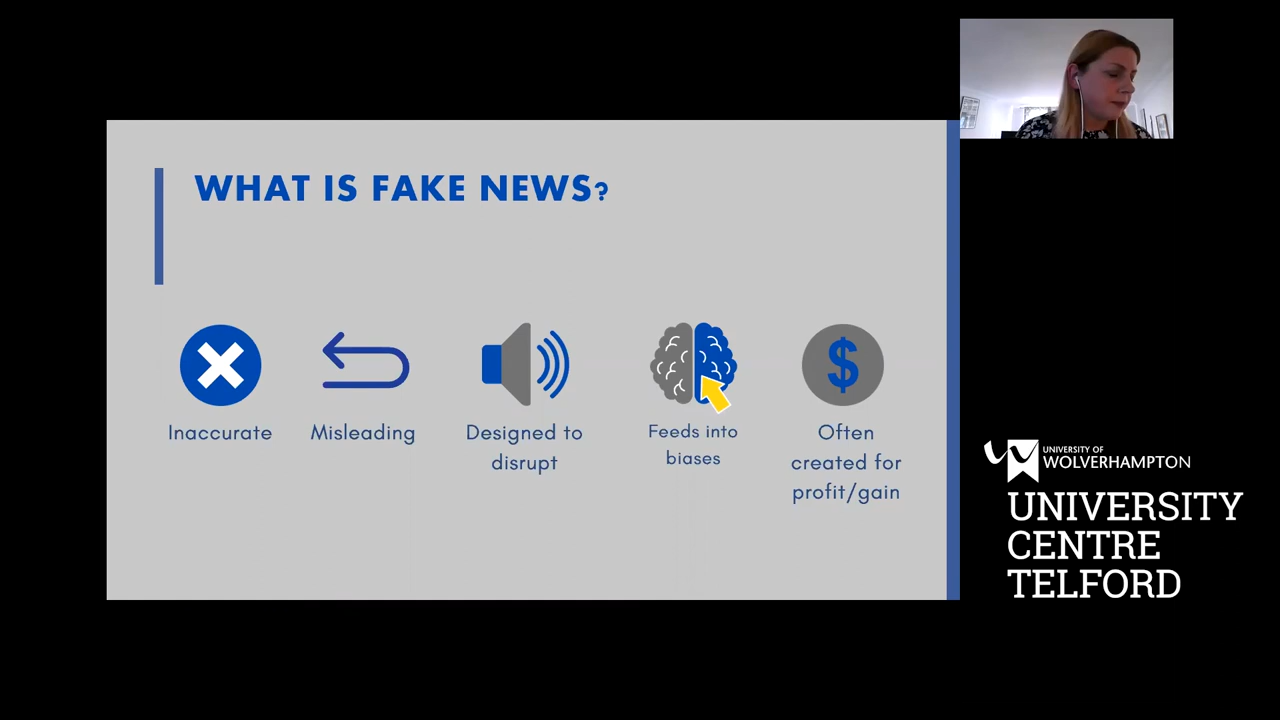 WHAT IS FAKE NEWS?
Inaccurate
Misleading
Designed to
disrupt
Feeds into
biases
$
Often
created for
profit/gain
UNIVERSITY OF
WOLVERHAMPTON
UNIVERSITY
CENTRE
TELFORD